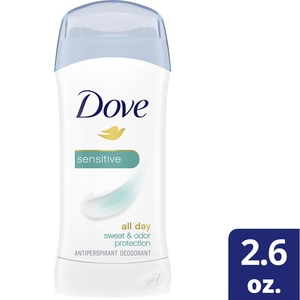 Dove
sensitive
all day
sweat & odor
protection
ANTIPERSPIRANT DEODORANT
2.6
oz.